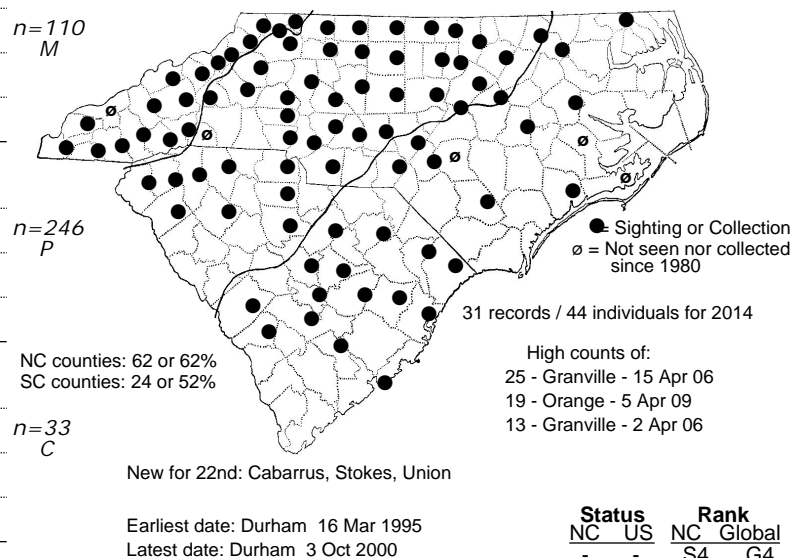 n=110
M
n=246
P
n=33
C
= Sighting or Collection
ø = Not seen nor collected
since 1980
31 records / 44 individuals for 2014
NC counties: 62 or 62%
SC counties: 24 or 52%
High counts of:
25 - Granville - 15 Apr 06
19 - Orange - 5 Apr 09
13 - Granville - 2 Apr 06
New for 22nd: Cabarrus, Stokes, Union
Earliest date: Durham 16 Mar 1995
Latest date: Durham 3 Oct 2000
Status Rank
NC US NC Global
- - S4 G4